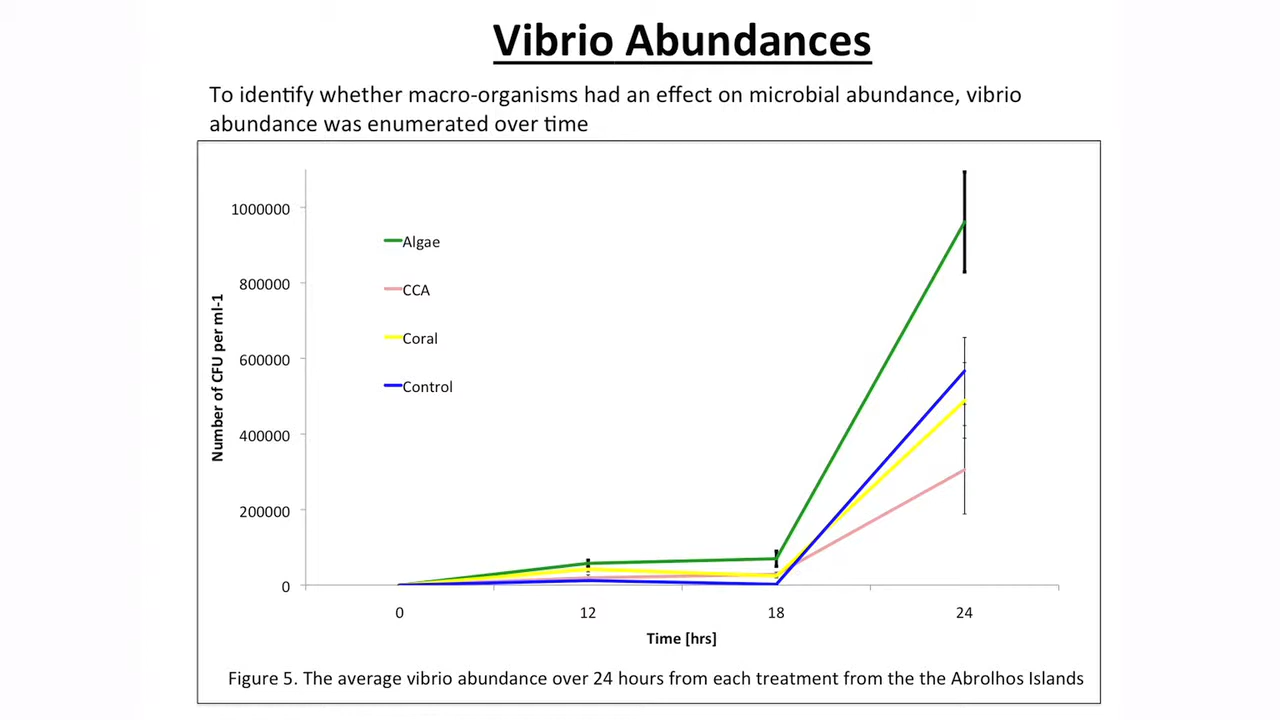 Vibrio Abundances
To identify whether macro-organisms had an effect on microbial abundance, vibrio
abundance was enumerated over time
1000000
800000
600000
400000
200000
0
Number of CFU per ml-1
Algae
CCA
Coral
Control
0 12 18 24
Time [hrs]
Figure 5. The average vibrio abundance over 24 hours from each treatment from the the Abrolhos Islands